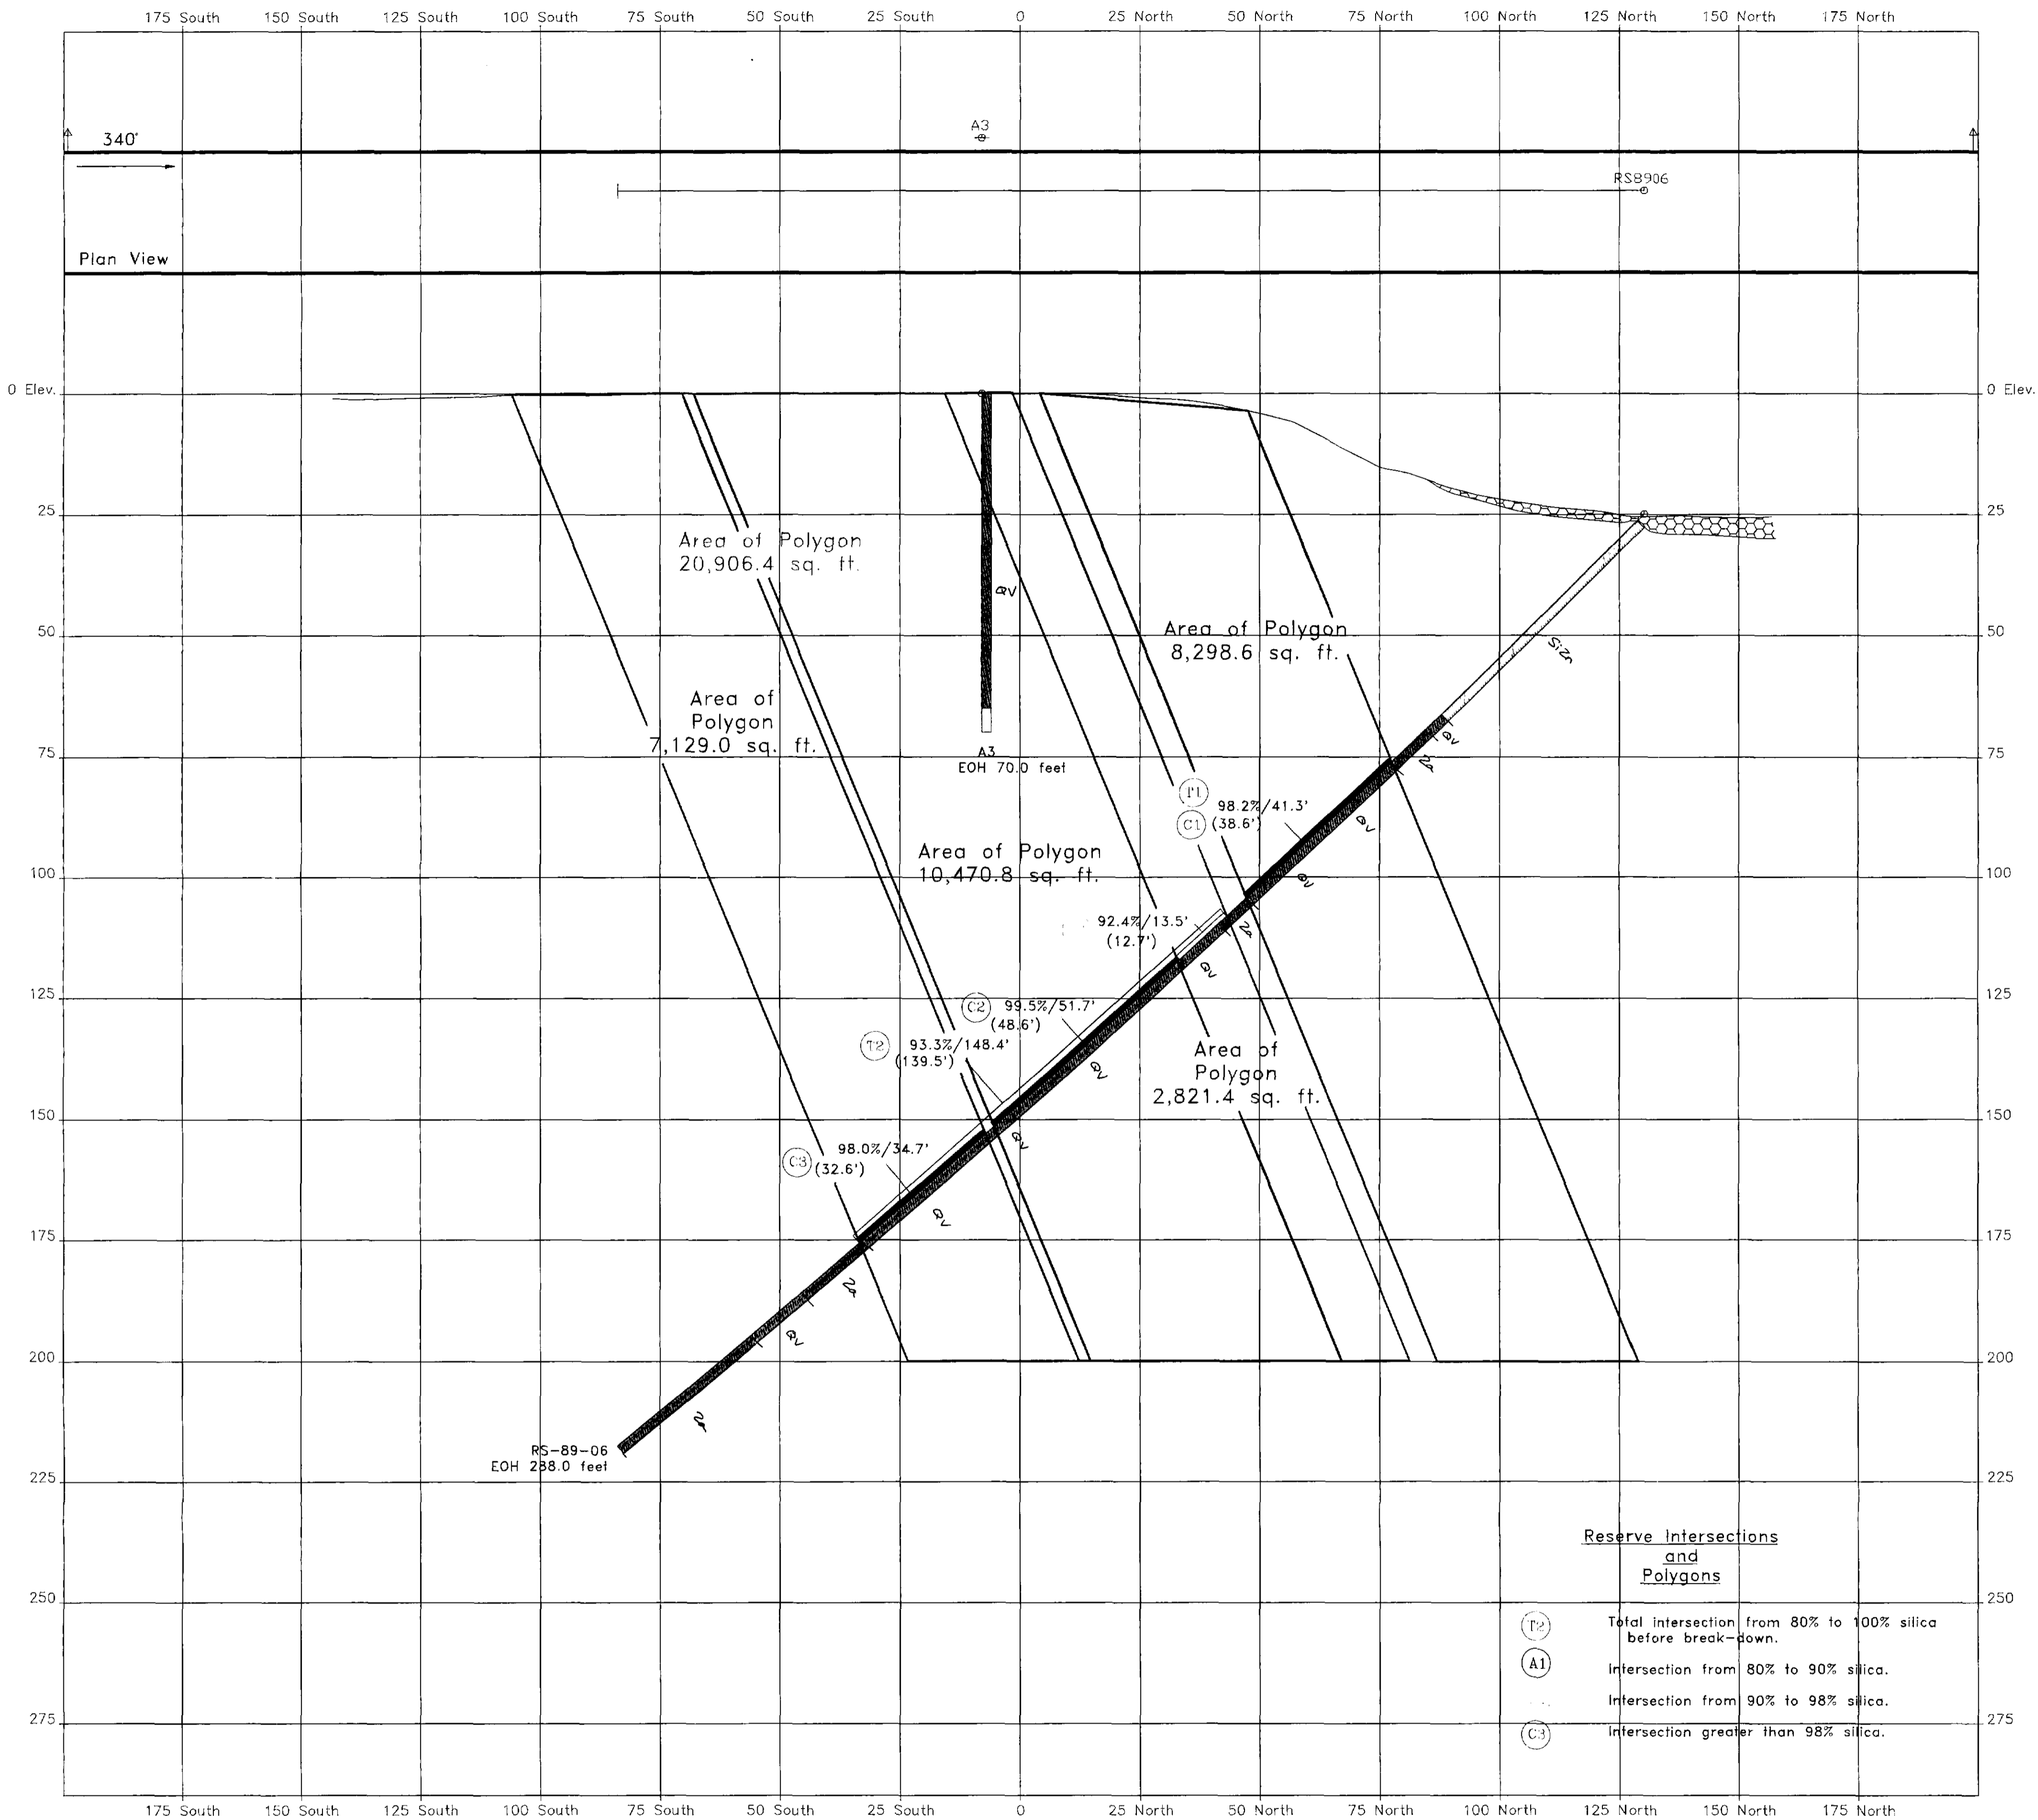 175 South 150 South 125 South 100 South 75 South 50 South 25 South 0 25 North 50 North 75 North 100 North 125 North 150 North 175 North
A3
340°
RS8906
Plan View
0 Elev. 0 Elev.
25 25
Area of Polygon
20,906.4 sq. ft.
QV
Area of Polygon
8,298.6 sq. ft.
50 50
SiZn
Area of
Polygon
7,129.0 sq. ft.
QV
75 75
A3
EOH 70.0 feet
T1
98.2%/41.3'
C1 (38.6')
QV
Area of Polygon
10,470.8 sq. ft.
100 100
QV
92.4%/13.5'
(12.7')
QV
125 125
C2 99.5%/51.7'
(48.6')
T2 93.3%/148.4'
(139.5')
Area of
Polygon
2,821.4 sq. ft.
QV
150 150
QV
98.0%/34.7'
C3 (32.6')
QV
175 175
QV
200 200
RS-89-06
EOH 288.0 feet
225 225
Reserve Intersections
and
Polygons
250 250
T2 Total intersection from 80% to 100% silica
before break-down.
A1 Intersection from 80% to 90% silica.
Intersection from 90% to 98% silica.
275 275
C3 Intersection greater than 98% silica.
175 South 150 South 125 South 100 South 75 South 50 South 25 South 0 25 North 50 North 75 North 100 North 125 North 150 North 175 North